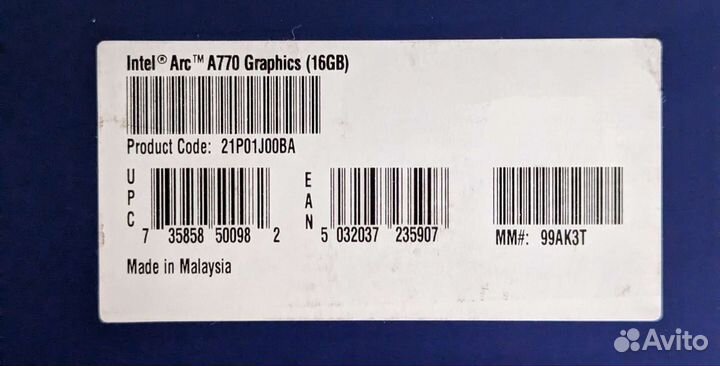 Intel® Arc™ A770 Graphics (16GB)
Product Code: 21P01J00BA
UPC
7 35858 50098 2
EAN
5 032037 235907
MM#: 99AK3T
Made in Malaysia
Avito